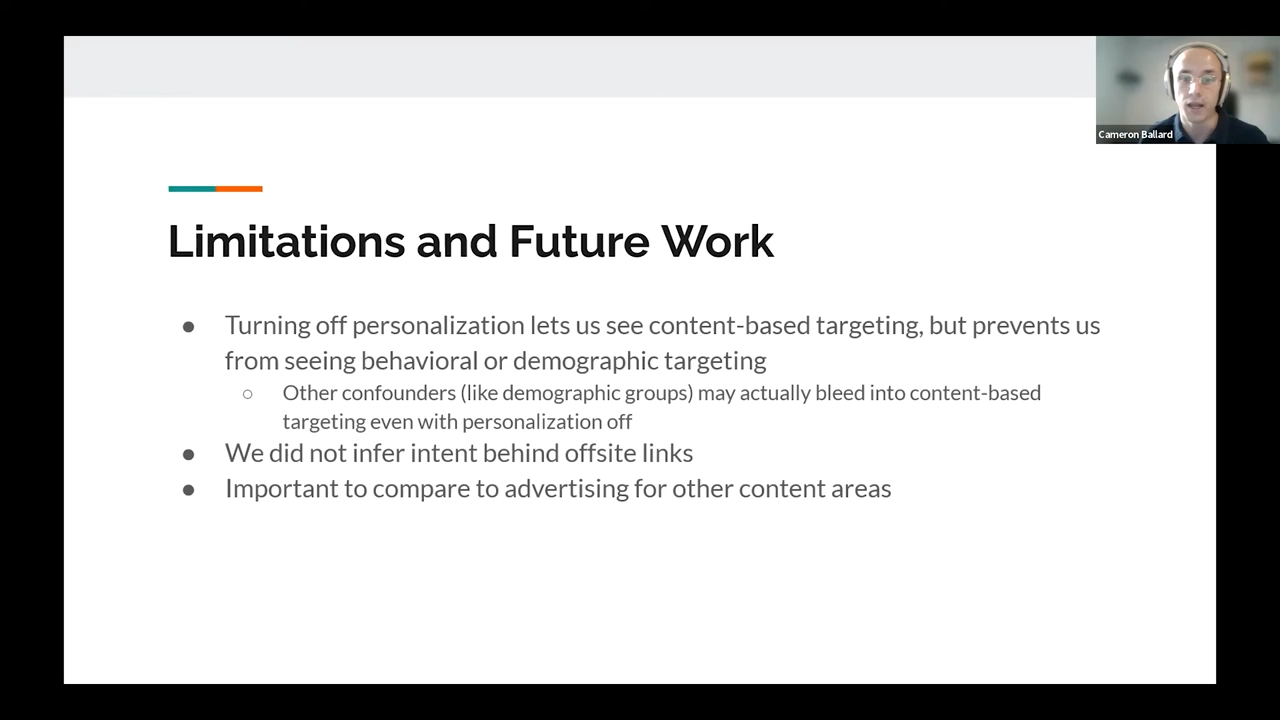 Cameron Ballard
Limitations and Future Work
● Turning off personalization lets us see content-based targeting, but prevents us
from seeing behavioral or demographic targeting
○ Other confounders (like demographic groups) may actually bleed into content-based
targeting even with personalization off
● We did not infer intent behind offsite links
● Important to compare to advertising for other content areas